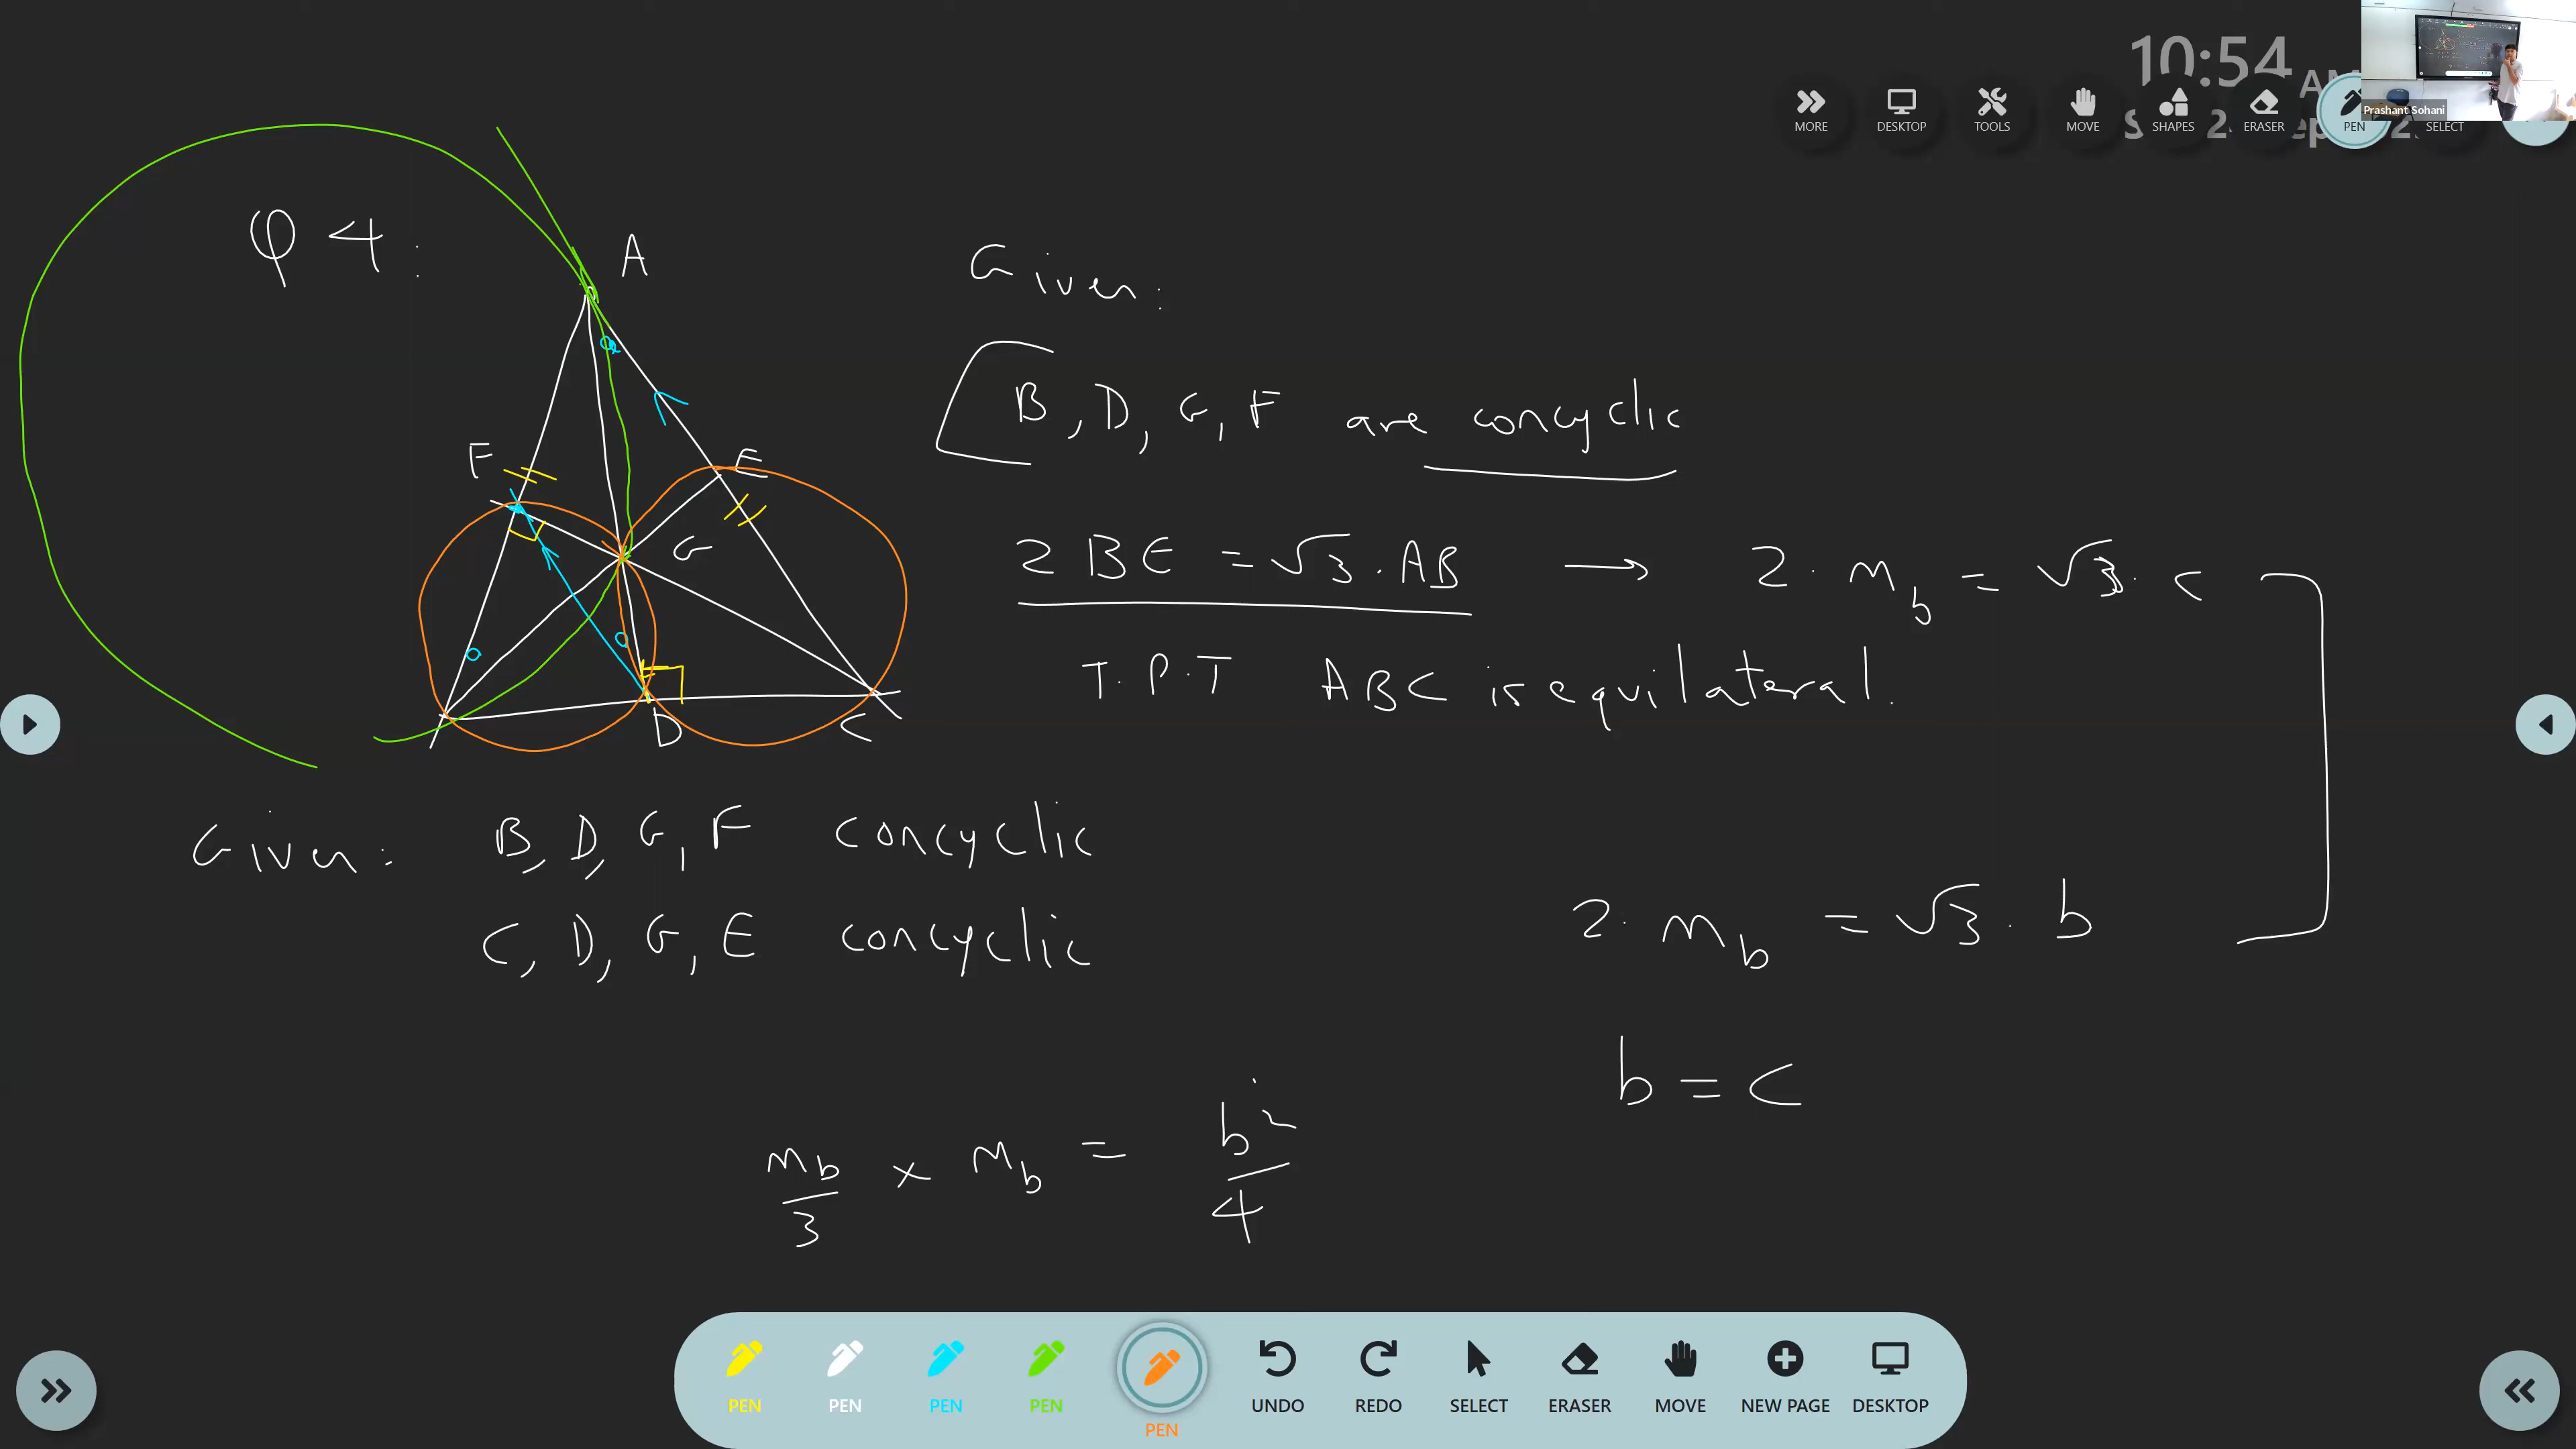 10:54
Prashant Sohani
MORE DESKTOP TOOLS MOVE SHAPES ERASER PEN SELECT
Q 4 :
A
F
E
G
D
C
Given:
B, D, G, F are concyclic
2 BE = √3 . AB → 2 . m_b = √3 . c
T.P.T ABC is equilateral.
Given: B, D, G, F concyclic
C, D, G, E concyclic
2 . m_b = √3 . b
b = c
m_b/3 × m_b = b²/4
PEN PEN PEN PEN PEN UNDO REDO SELECT ERASER MOVE NEW PAGE DESKTOP